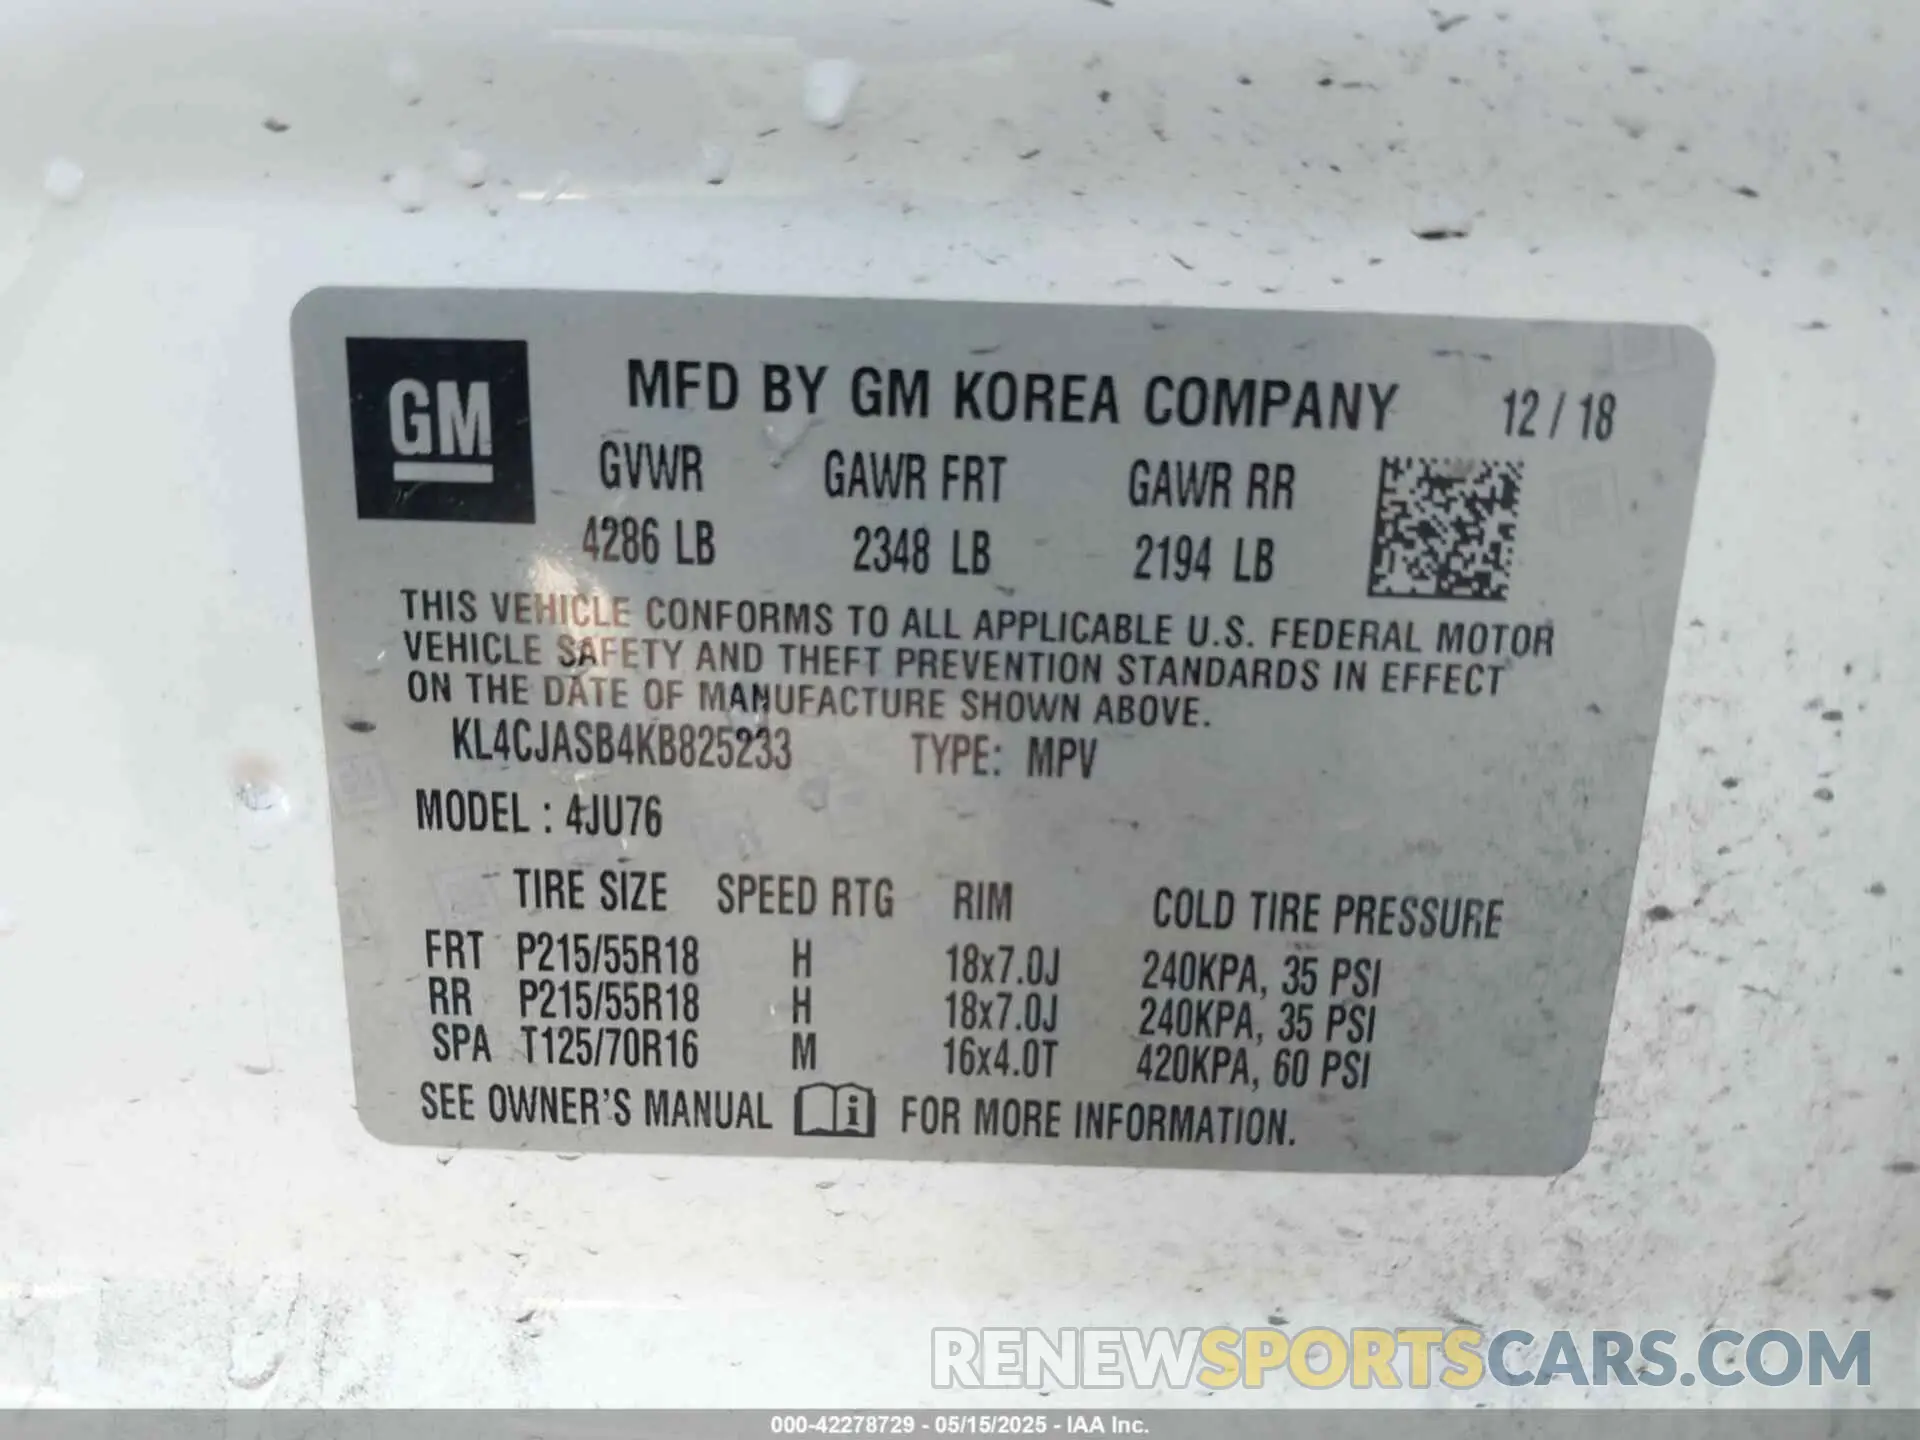 GM
MFD BY GM KOREA COMPANY 12 / 18
GVWR GAWR FRT GAWR RR
4286 LB 2348 LB 2194 LB
THIS VEHICLE CONFORMS TO ALL APPLICABLE U.S. FEDERAL MOTOR
VEHICLE SAFETY AND THEFT PREVENTION STANDARDS IN EFFECT
ON THE DATE OF MANUFACTURE SHOWN ABOVE.
KL4CJASB4KB825233 TYPE: MPV
MODEL : 4JU76
TIRE SIZE SPEED RTG RIM COLD TIRE PRESSURE
FRT P215/55R18 H 18x7.0J 240KPA, 35 PSI
RR P215/55R18 H 18x7.0J 240KPA, 35 PSI
SPA T125/70R16 M 16x4.0T 420KPA, 60 PSI
SEE OWNER'S MANUAL i FOR MORE INFORMATION.
RENEWSPORTSCARS.COM
000-42278729 - 05/15/2025 - IAA Inc.